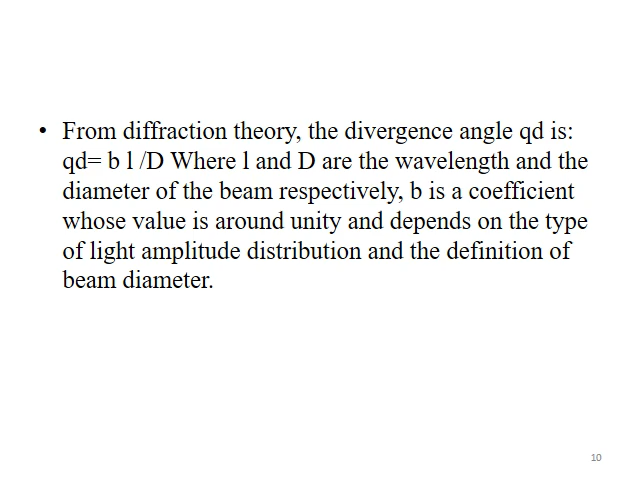 • From diffraction theory, the divergence angle qd is:
qd= b l /D Where l and D are the wavelength and the
diameter of the beam respectively, b is a coefficient
whose value is around unity and depends on the type
of light amplitude distribution and the definition of
beam diameter.
10